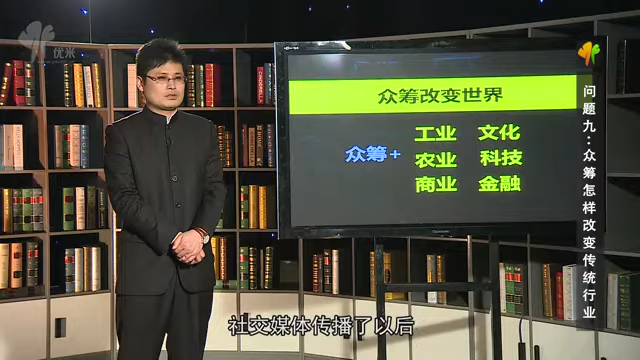 优米
众筹改变世界
众筹+
工业 文化
农业 科技
商业 金融
问题九：众筹怎样改变传统行业
社交媒体传播了以后